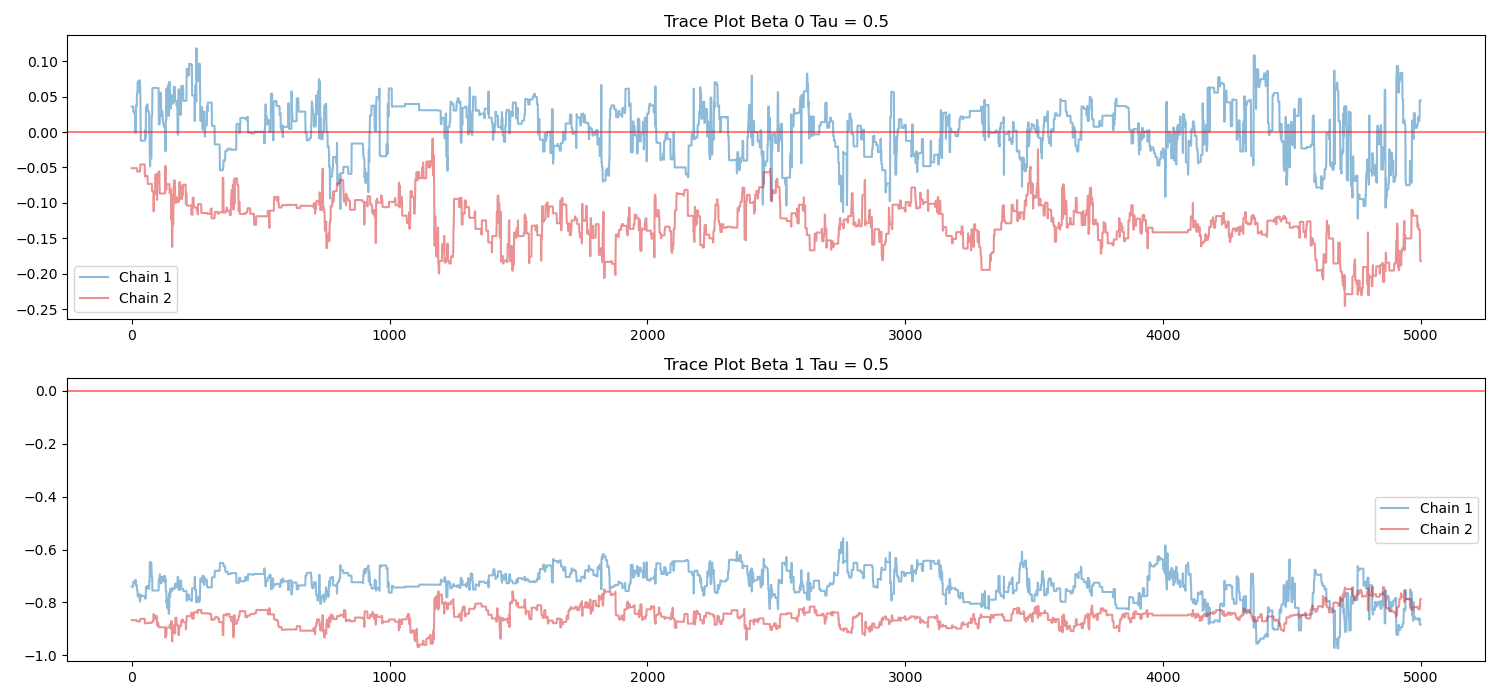 Trace Plot Beta 0 Tau = 0.5
0.10
0.05
0.00
−0.05
−0.10
−0.15
−0.20
−0.25
Chain 1
Chain 2
0 1000 2000 3000 4000 5000
Trace Plot Beta 1 Tau = 0.5
0.0
−0.2
−0.4
−0.6
−0.8
−1.0
Chain 1
Chain 2
0 1000 2000 3000 4000 5000